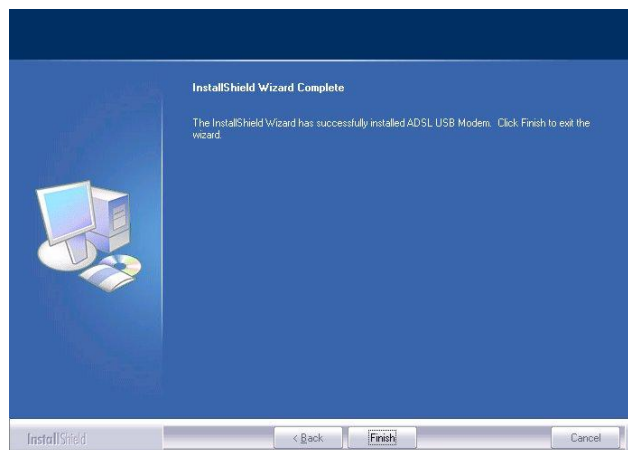 InstallShield Wizard Complete
The InstallShield Wizard has successfully installed ADSL USB Modem. Click Finish to exit the
wizard.
InstallShield
< Back
Finish
Cancel